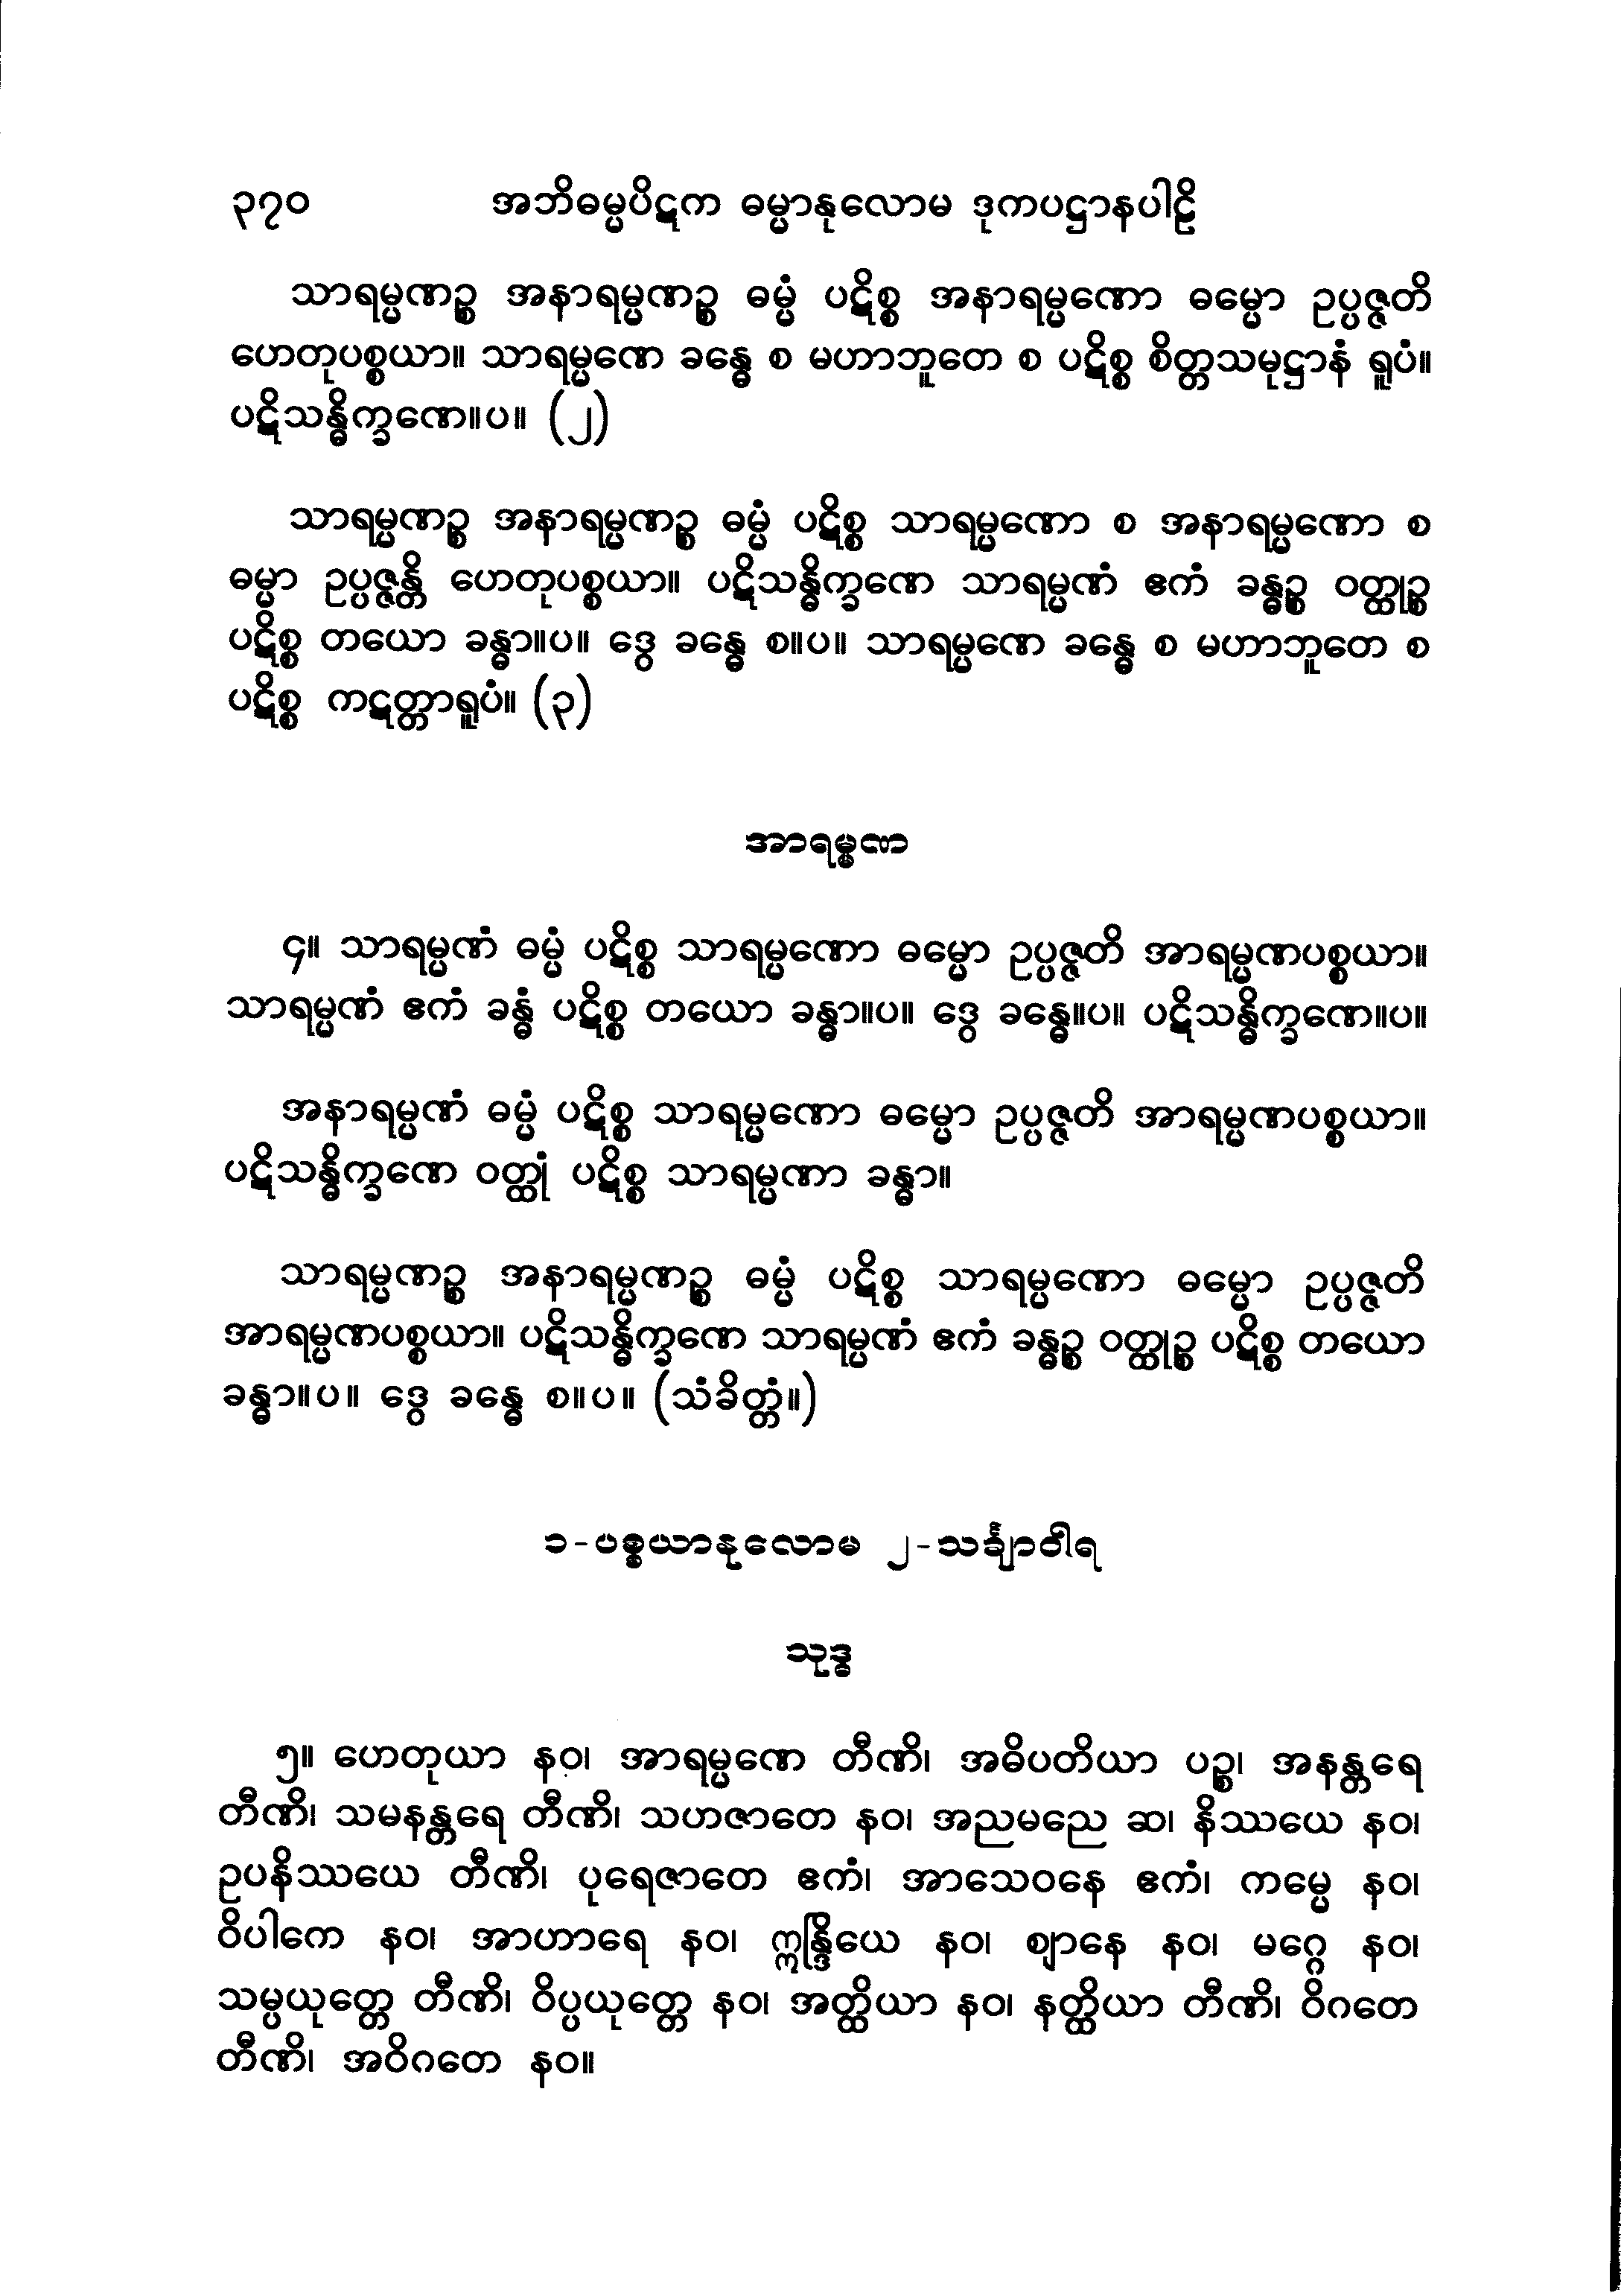 ၃၇၀ အဘိဓမ္မပိဋက ဓမ္မာနုလောမ ဒုကပဋ္ဌာနပါဠိ
သာရမ္မဏဉ္စ အနာရမ္မဏဉ္စ ဓမ္မံ ပဋိစ္စ အနာရမ္မဏော ဓမ္မော ဥပ္ပဇ္ဇတိ
ဟေတုပစ္စယာ။ သာရမ္မဏေ ခန္ဓေ စ မဟာဘူတေ စ ပဋိစ္စ စိတ္တသမုဋ္ဌာနံ ရူပံ။
ပဋိသန္ဓိက္ခဏေ။ပ။ (၂)
သာရမ္မဏဉ္စ အနာရမ္မဏဉ္စ ဓမ္မံ ပဋိစ္စ သာရမ္မဏော စ အနာရမ္မဏော စ
ဓမ္မာ ဥပ္ပဇ္ဇန္တိ ဟေတုပစ္စယာ။ ပဋိသန္ဓိက္ခဏေ သာရမ္မဏံ ဧကံ ခန္ဓဉ္စ ဝတ္ထုဉ္စ
ပဋိစ္စ တယော ခန္ဓာ။ပ။ ဒွေ ခန္ဓေ စ။ပ။ သာရမ္မဏေ ခန္ဓေ စ မဟာဘူတေ စ
ပဋိစ္စ ကဋတ္တာရူပံ။ (၃)
အာရမ္မဏ
၄။ သာရမ္မဏံ ဓမ္မံ ပဋိစ္စ သာရမ္မဏော ဓမ္မော ဥပ္ပဇ္ဇတိ အာရမ္မဏပစ္စယာ။
သာရမ္မဏံ ဧကံ ခန္ဓံ ပဋိစ္စ တယော ခန္ဓာ။ပ။ ဒွေ ခန္ဓေ။ပ။ ပဋိသန္ဓိက္ခဏေ။ပ။
အနာရမ္မဏံ ဓမ္မံ ပဋိစ္စ သာရမ္မဏော ဓမ္မော ဥပ္ပဇ္ဇတိ အာရမ္မဏပစ္စယာ။
ပဋိသန္ဓိက္ခဏေ ဝတ္ထုံ ပဋိစ္စ သာရမ္မဏာ ခန္ဓာ။
သာရမ္မဏဉ္စ အနာရမ္မဏဉ္စ ဓမ္မံ ပဋိစ္စ သာရမ္မဏော ဓမ္မော ဥပ္ပဇ္ဇတိ
အာရမ္မဏပစ္စယာ။ ပဋိသန္ဓိက္ခဏေ သာရမ္မဏံ ဧကံ ခန္ဓဉ္စ ဝတ္ထုဉ္စ ပဋိစ္စ တယော
ခန္ဓာ။ပ။ ဒွေ ခန္ဓေ စ။ပ။ (သံခိတ္တံ။)
၁-ပစ္စယာနုလောမ ၂-သင်္ချာဝါရ
သုဒ္ဓ
၅။ ဟေတုယာ နဝ၊ အာရမ္မဏေ တီဏိ၊ အဓိပတိယာ ပဉ္စ၊ အနန္တရေ
တီဏိ၊ သမနန္တရေ တီဏိ၊ သဟဇာတေ နဝ၊ အညမညေ ဆ၊ နိဿယေ နဝ၊
ဥပနိဿယေ တီဏိ၊ ပုရေဇာတေ ဧကံ၊ အာသေဝနေ ဧကံ၊ ကမ္မေ နဝ၊
ဝိပါကေ နဝ၊ အာဟာရေ နဝ၊ ဣန္ဒြိယေ နဝ၊ ဈာနေ နဝ၊ မဂ္ဂေ နဝ၊
သမ္ပယုတ္တေ တီဏိ၊ ဝိပ္ပယုတ္တေ နဝ၊ အတ္ထိယာ နဝ၊ နတ္ထိယာ တီဏိ၊ ဝိဂတေ
တီဏိ၊ အဝိဂတေ နဝ။